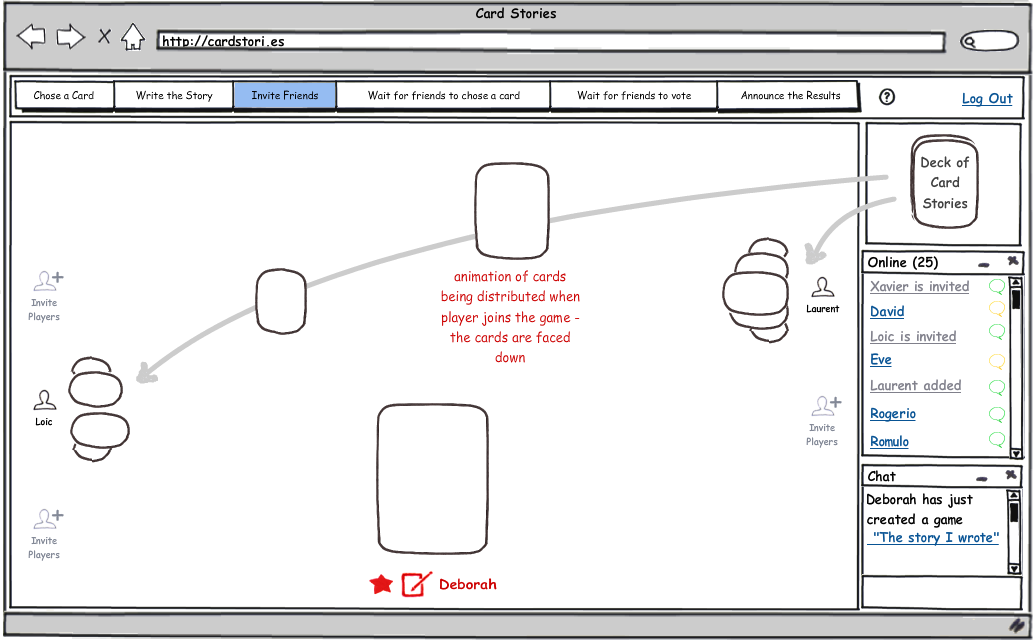 Card Stories
http://cardstori.es
Chose a Card
Write the Story
Invite Friends
Wait for friends to chose a card
Wait for friends to vote
Announce the Results
?
Log Out
Deck of
Card
Stories
animation of cards
being distributed when
player joins the game -
the cards are faced
down
Invite
Players
Laurent
Loic
Invite
Players
Invite
Players
Deborah
Online (25)
Xavier is invited
David
Loic is invited
Eve
Laurent added
Rogerio
Romulo
Chat
Deborah has just
created a game
"The story I wrote"